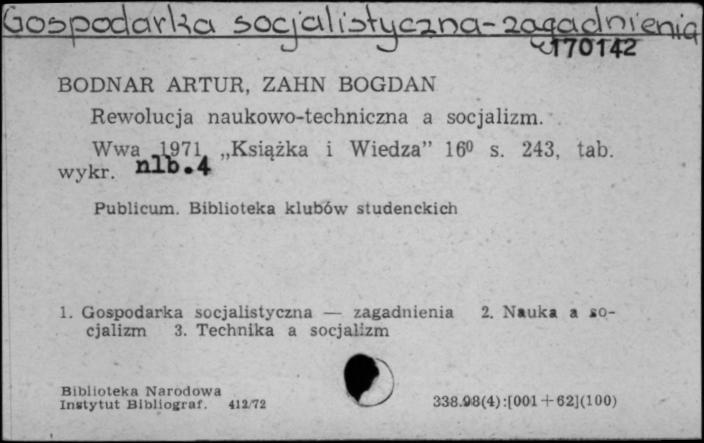 Gospodarka socjalistyczna-zagadnienia
170142
BODNAR ARTUR, ZAHN BOGDAN
Rewolucja naukowo-techniczna a socjalizm.
Wwa 1971 „Książka i Wiedza” 16⁰ s. 243, tab.
wykr. nlb.4
Publicum. Biblioteka klubów studenckich
1. Gospodarka socjalistyczna — zagadnienia 2. Nauka a so-
cjalizm 3. Technika a socjalizm
Biblioteka Narodowa
Instytut Bibliograf. 412/72
338.98(4):[001+62](100)